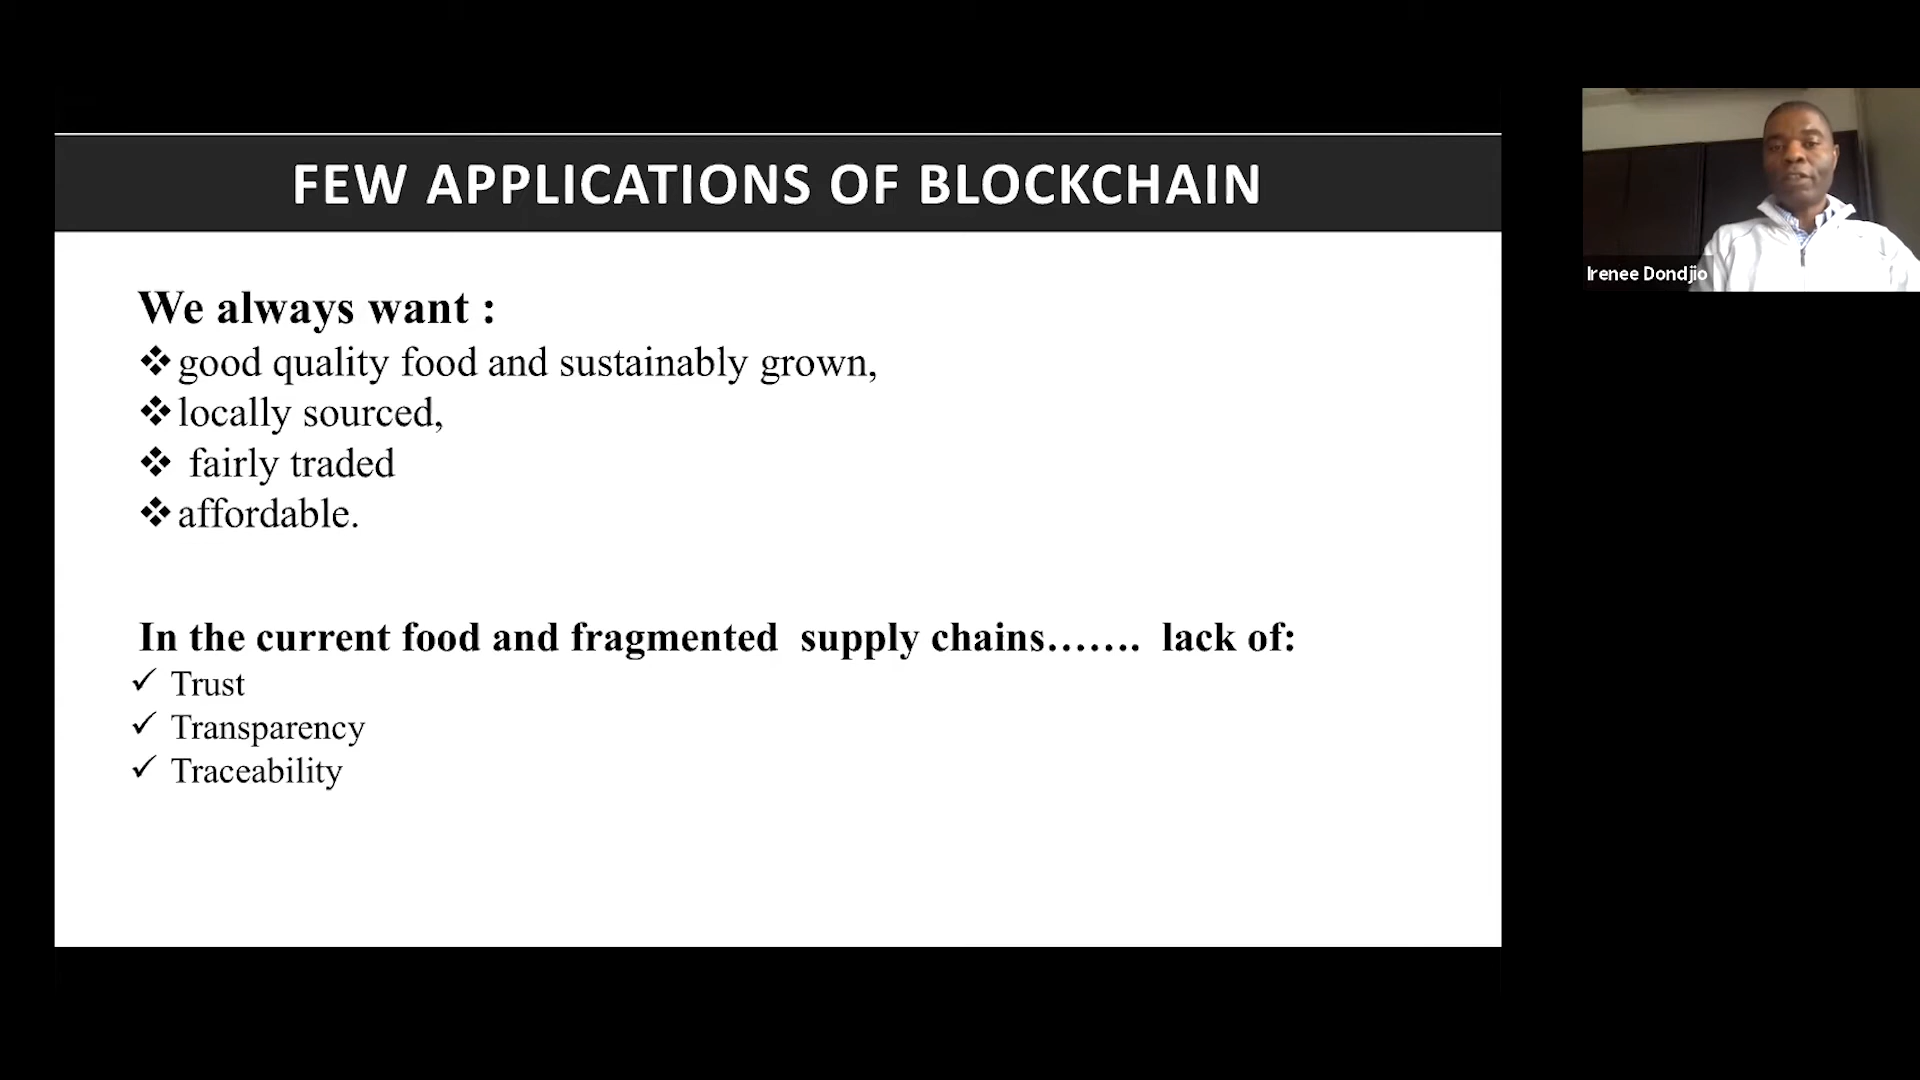 FEW APPLICATIONS OF BLOCKCHAIN
We always want :
good quality food and sustainably grown,
locally sourced,
fairly traded
affordable.
In the current food and fragmented supply chains……. lack of:
Trust
Transparency
Traceability
Irenee Dondjio